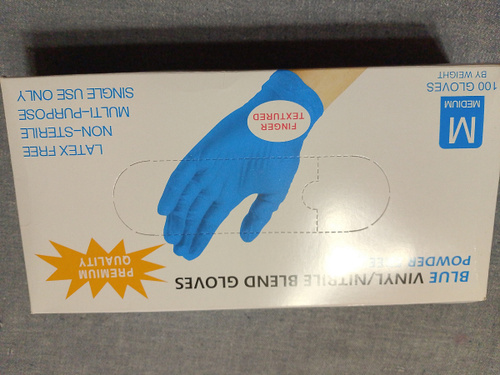 BLUE VINYL/NITRILE BLEND GLOVES
POWDER
PREMIUM
QUALITY
LATEX FREE
NON-STERILE
MULTI-PURPOSE
SINGLE USE ONLY
FINGER
TEXTURED
M
MEDIUM
100 GLOVES
BY WEIGHT